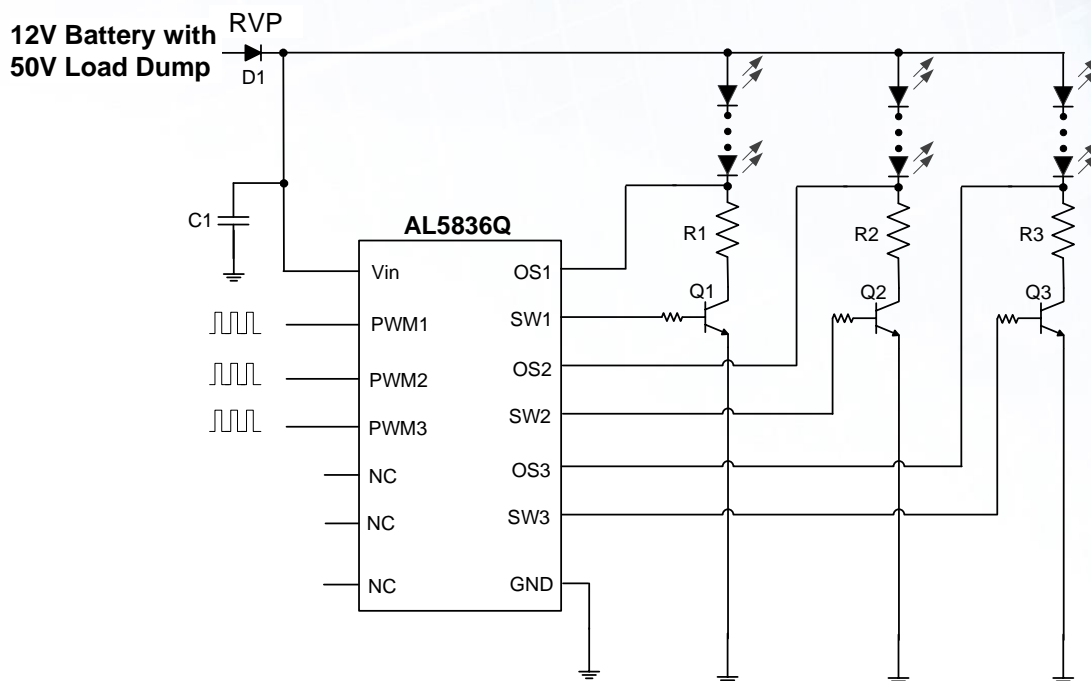 RVP
12V Battery with
50V Load Dump
D1
C1
AL5836Q
Vin
PWM1
PWM2
PWM3
NC
NC
NC
OS1
SW1
OS2
SW2
OS3
SW3
GND
R1
R2
R3
Q1
Q2
Q3